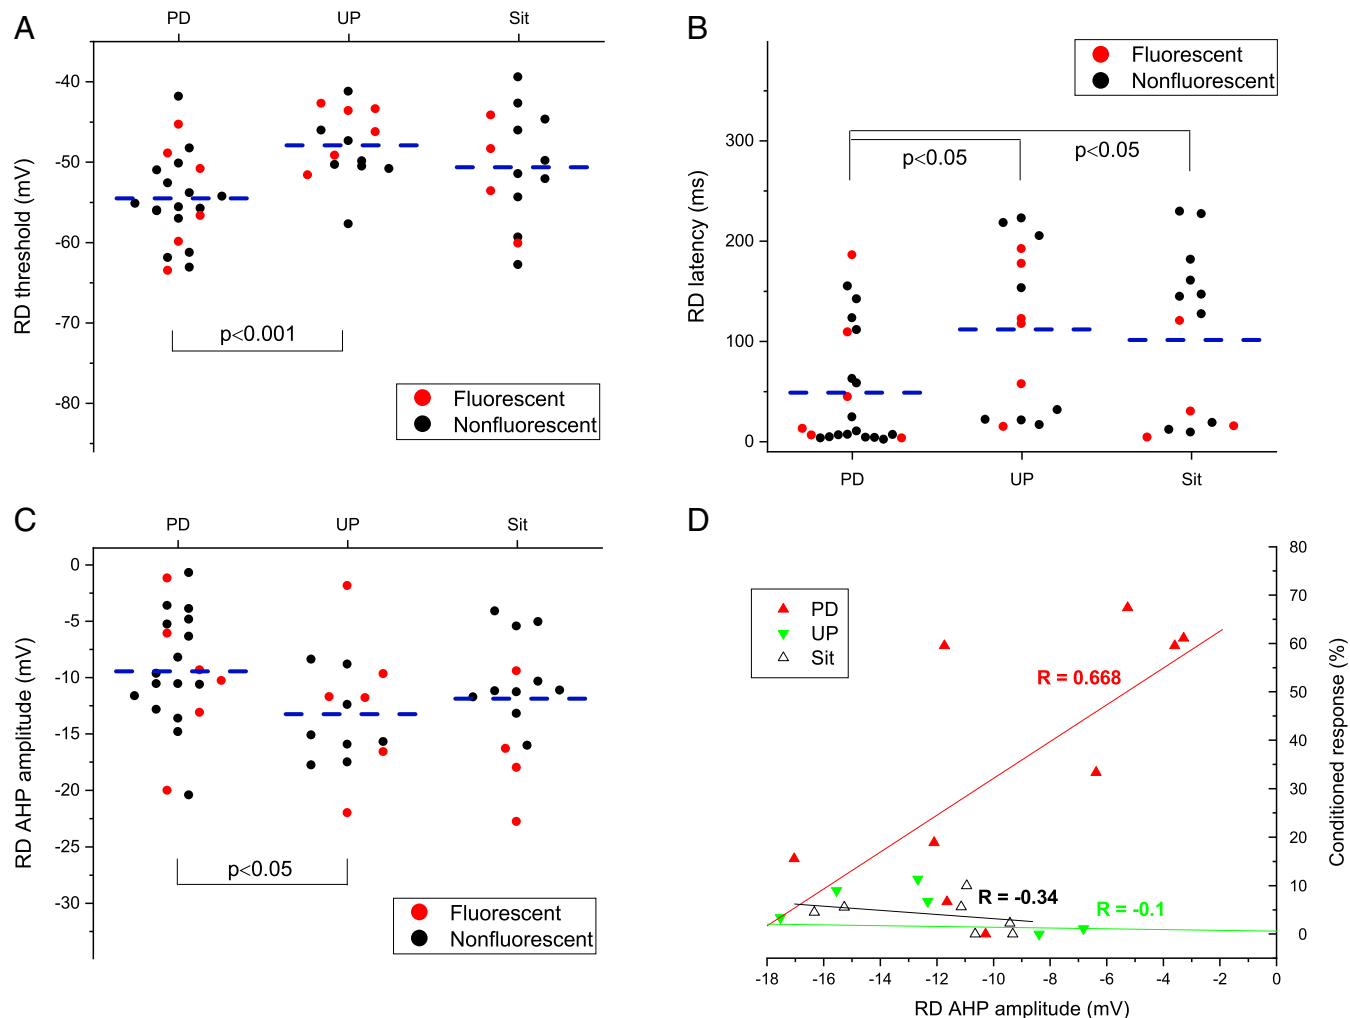 A
PD UP Sit
-40
-50
-60
-70
-80
RD threshold (mV)
p<0.001
Fluorescent
Nonfluorescent
B
Fluorescent
Nonfluorescent
300
200
100
0
RD latency (ms)
p<0.05
p<0.05
PD UP Sit
C
PD UP Sit
0
-5
-10
-15
-20
-25
-30
RD AHP amplitude (mV)
p<0.05
Fluorescent
Nonfluorescent
D
PD
UP
Sit
R = 0.668
R = -0.34
R = -0.1
80
70
60
50
40
30
20
10
0
Conditioned response (%)
-18 -16 -14 -12 -10 -8 -6 -4 -2 0
RD AHP amplitude (mV)